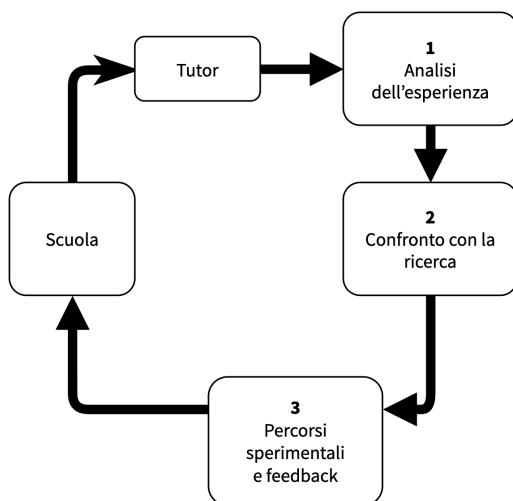 Tutor
1
Analisi
dell’esperienza
2
Confronto con la
ricerca
3
Percorsi
sperimentali
e feedback
Scuola